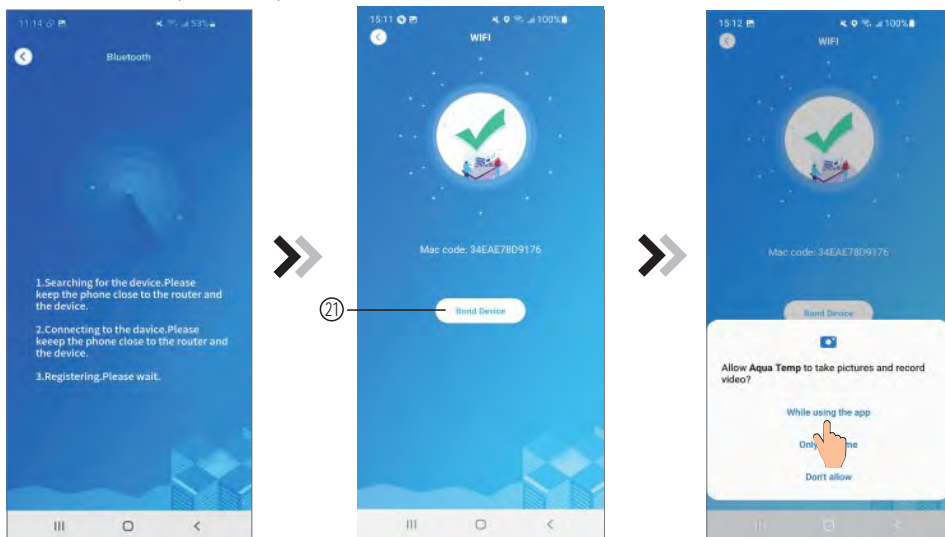 11:14
53%
Bluetooth
1.Searching for the device.Please
keep the phone close to the router and
the device.
2.Connecting to the davice.Please
keeep the phone close to the router and
the device.
3.Registering.Please wait.
15:11
100%
WIFI
Mac code: 34EAE78D9176
21
Bond Device
15:12
100%
WIFI
Mac code: 34EAE78D9176
Bond Device
Allow Aqua Temp to take pictures and record
video?
While using the app
Only me
Don't allow